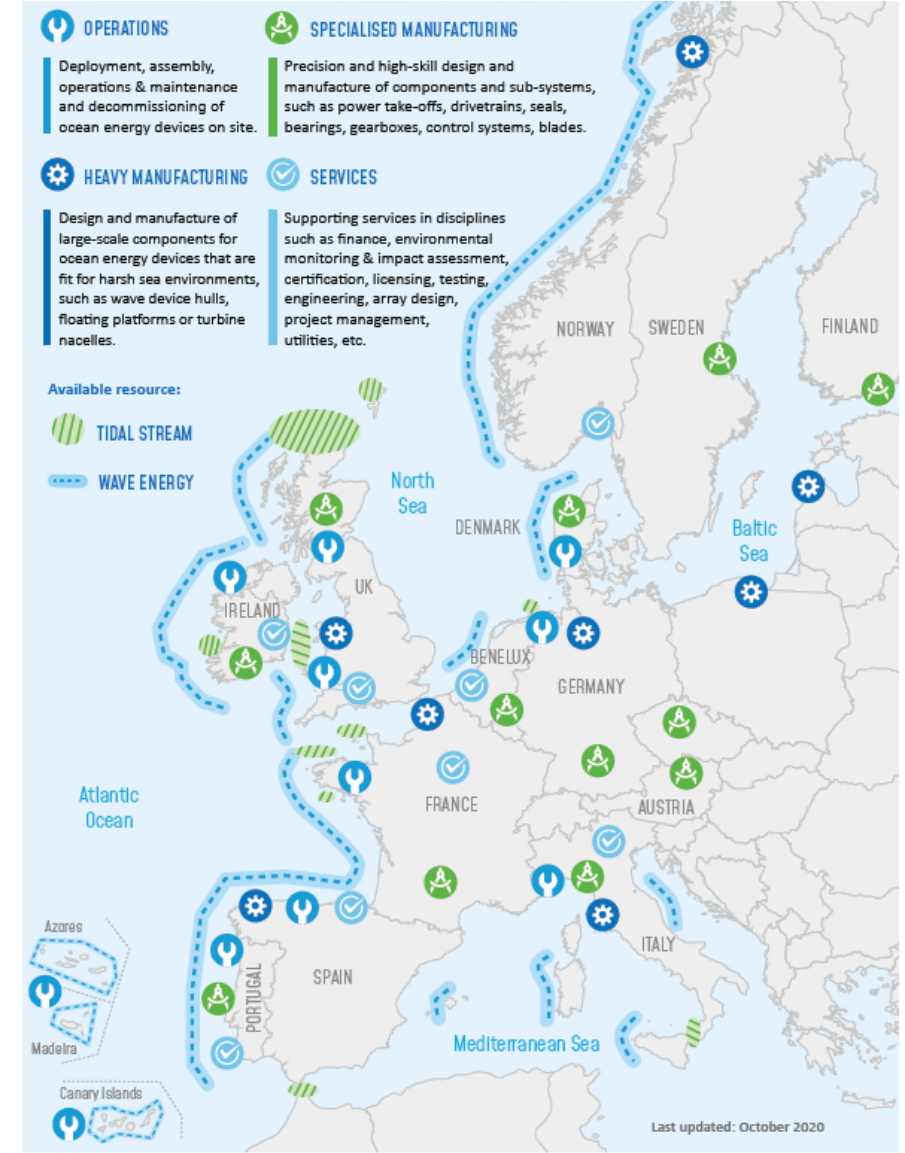 OPERATIONS
Deployment, assembly,
operations & maintenance
and decommissioning of
ocean energy devices on site.
SPECIALISED MANUFACTURING
Precision and high-skill design and
manufacture of components and sub-systems,
such as power take-offs, drivetrains, seals,
bearings, gearboxes, control systems, blades.
HEAVY MANUFACTURING
Design and manufacture of
large-scale components for
ocean energy devices that are
fit for harsh sea environments,
such as wave device hulls,
floating platforms or turbine
nacelles.
SERVICES
Supporting services in disciplines
such as finance, environmental
monitoring & impact assessment,
certification, licensing, testing,
engineering, array design,
project management,
utilities, etc.
Available resource:
TIDAL STREAM
WAVE ENERGY
NORWAY
SWEDEN
FINLAND
North
Sea
DENMARK
Baltic
Sea
UK
IRELAND
BENELUX
GERMANY
Atlantic
Ocean
FRANCE
AUSTRIA
Azores
ITALY
SPAIN
PORTUGAL
Madeira
Mediterranean Sea
Canary Islands
Last updated: October 2020